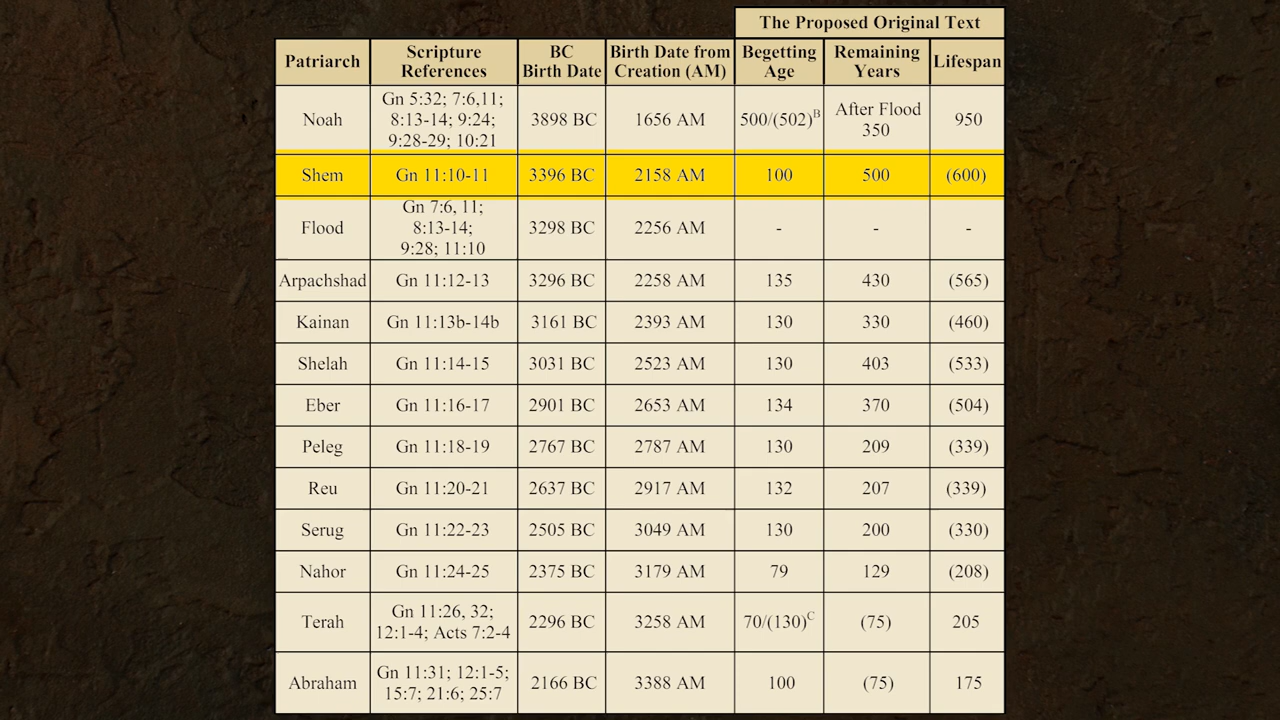 The Proposed Original Text
Patriarch Scripture References BC Birth Date Birth Date from Creation (AM) Begetting Age Remaining Years Lifespan
Noah Gn 5:32; 7:6,11; 8:13-14; 9:24; 9:28-29; 10:21 3898 BC 1656 AM 500/(502)B After Flood 350 950
Shem Gn 11:10-11 3396 BC 2158 AM 100 500 (600)
Flood Gn 7:6, 11; 8:13-14; 9:28; 11:10 3298 BC 2256 AM - - -
Arpachshad Gn 11:12-13 3296 BC 2258 AM 135 430 (565)
Kainan Gn 11:13b-14b 3161 BC 2393 AM 130 330 (460)
Shelah Gn 11:14-15 3031 BC 2523 AM 130 403 (533)
Eber Gn 11:16-17 2901 BC 2653 AM 134 370 (504)
Peleg Gn 11:18-19 2767 BC 2787 AM 130 209 (339)
Reu Gn 11:20-21 2637 BC 2917 AM 132 207 (339)
Serug Gn 11:22-23 2505 BC 3049 AM 130 200 (330)
Nahor Gn 11:24-25 2375 BC 3179 AM 79 129 (208)
Terah Gn 11:26, 32; 12:1-4; Acts 7:2-4 2296 BC 3258 AM 70/(130)C (75) 205
Abraham Gn 11:31; 12:1-5; 15:7; 21:6; 25:7 2166 BC 3388 AM 100 (75) 175